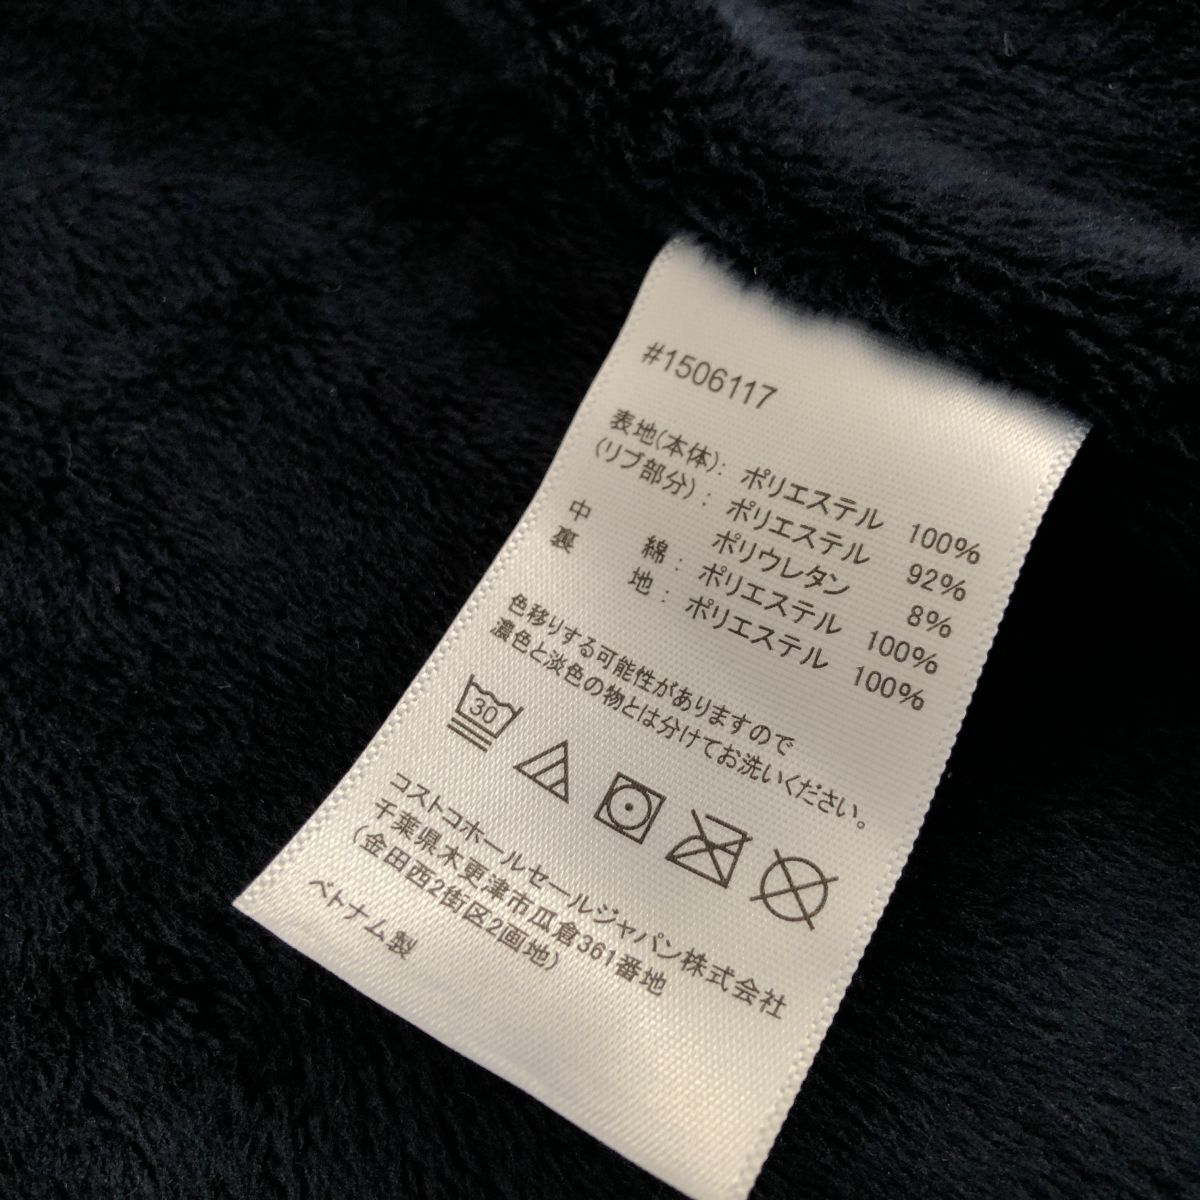 #1506117
表地(本体): ポリエステル 100%
(リブ部分): ポリエステル 92%
ポリウレタン 8%
中 綿: ポリエステル 100%
裏 地: ポリエステル 100%
色移りする可能性がありますので
濃色と淡色の物とは分けてお洗いください。
30
コストコホールセールジャパン株式会社
千葉県木更津市瓜倉361番地
(金田西2街区2画地)
ベトナム製